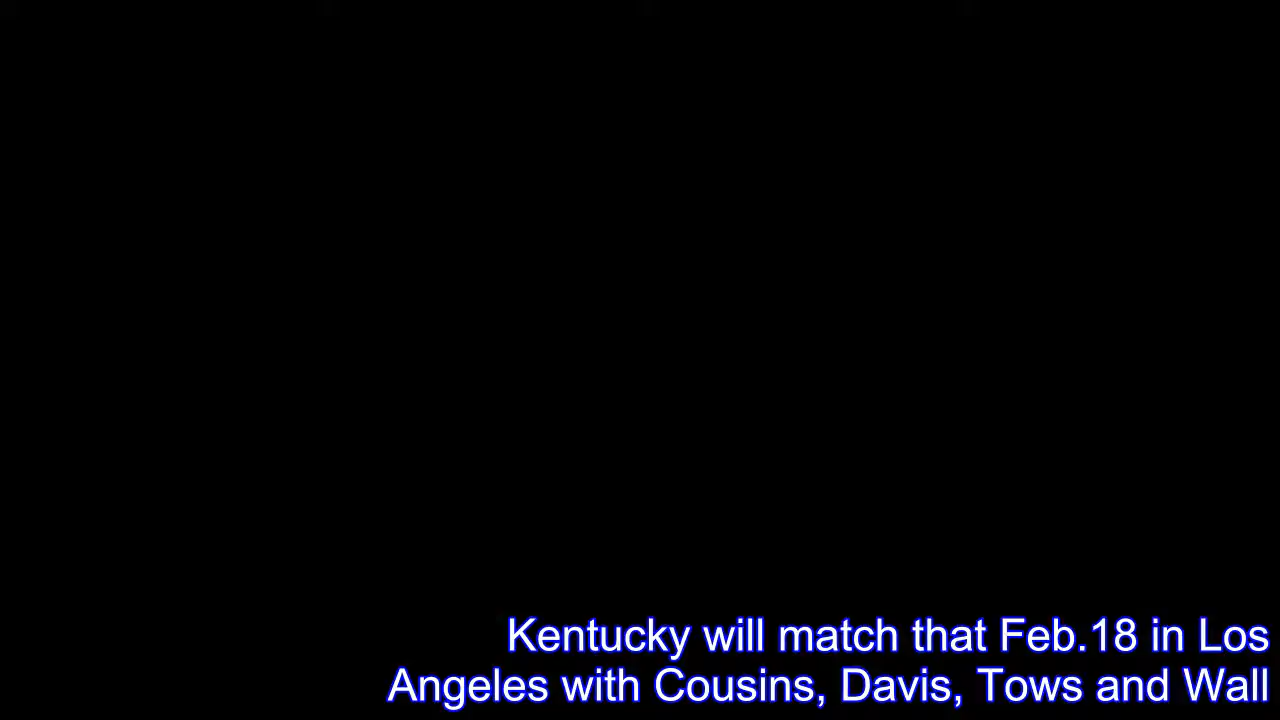 Kentucky will match that Feb.18 in Los
Angeles with Cousins, Davis, Tows and Wall